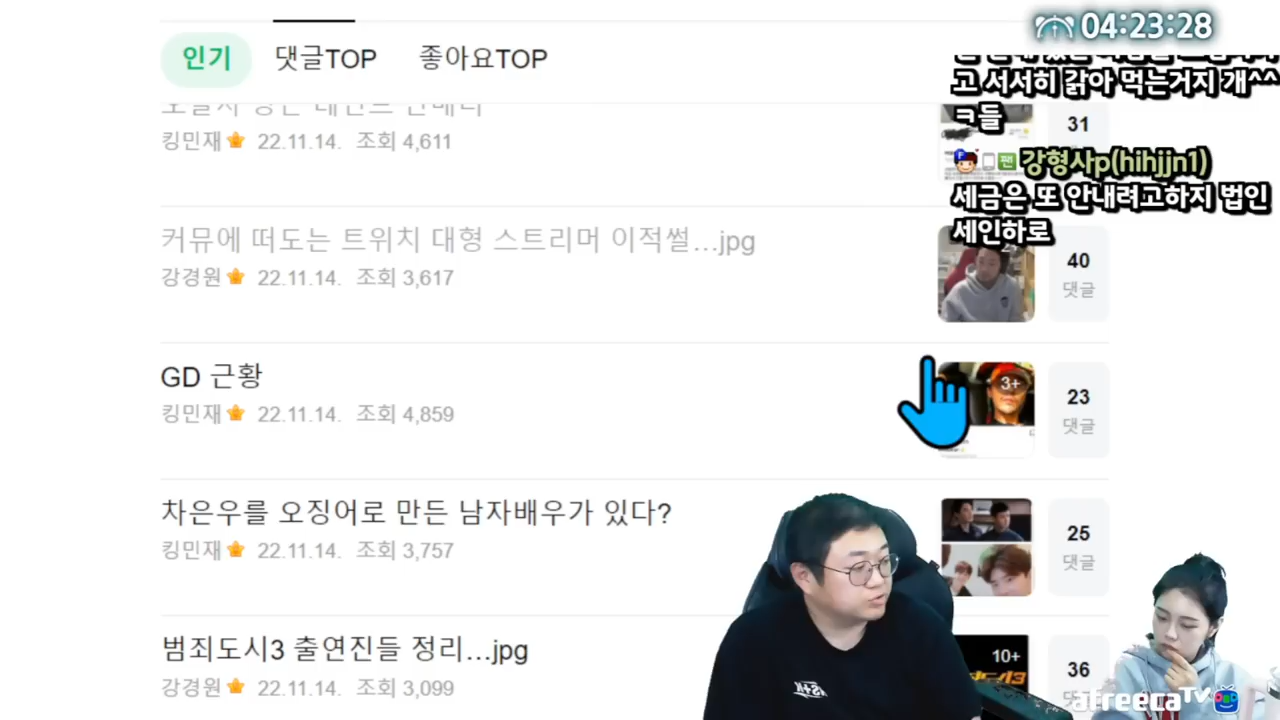 04:23:28
인기 댓글TOP 좋아요TOP
고 서서히 갉아 먹는거지 개^^
ㅋ들
킹민재 22.11.14. 조회 4,611
31
강형사p(hihjjn1)
세금은 또 안내려고하지 법인
세인하로
커뮤에 떠도는 트위치 대형 스트리머 이적썰...jpg
강경원 22.11.14. 조회 3,617
40
댓글
GD 근황
킹민재 22.11.14. 조회 4,859
3+
23
댓글
차은우를 오징어로 만든 남자배우가 있다?
킹민재 22.11.14. 조회 3,757
25
댓글
범죄도시3 출연진들 정리...jpg
강경원 22.11.14. 조회 3,099
10+
36
afreecaTV